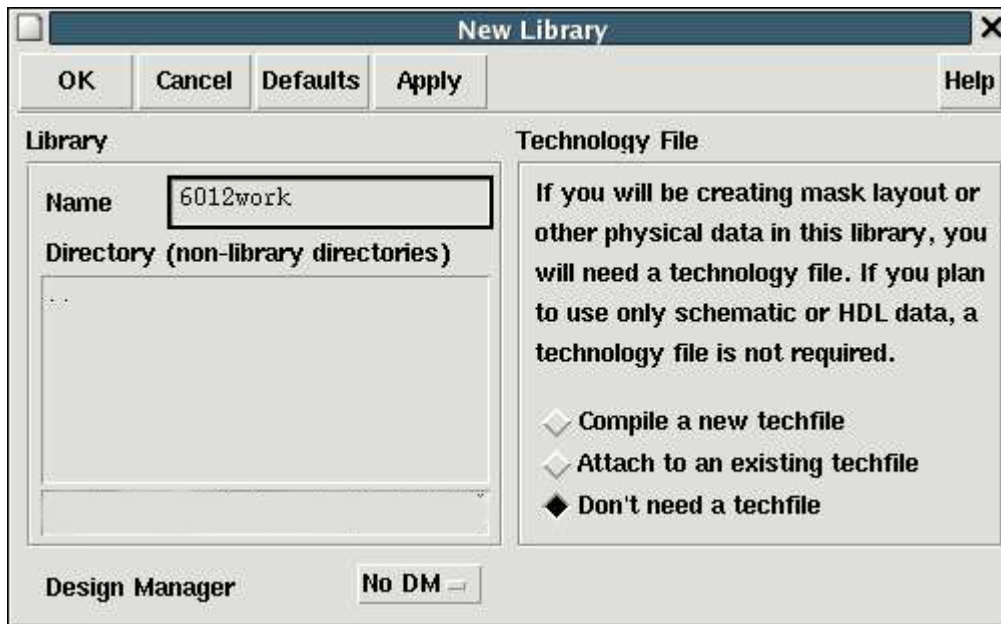 New Library
OK Cancel Defaults Apply Help
Library
Name 6012work
Directory (non-library directories)
..
Technology File
If you will be creating mask layout or
other physical data in this library, you
will need a technology file. If you plan
to use only schematic or HDL data, a
technology file is not required.
Compile a new techfile
Attach to an existing techfile
Don't need a techfile
Design Manager No DM